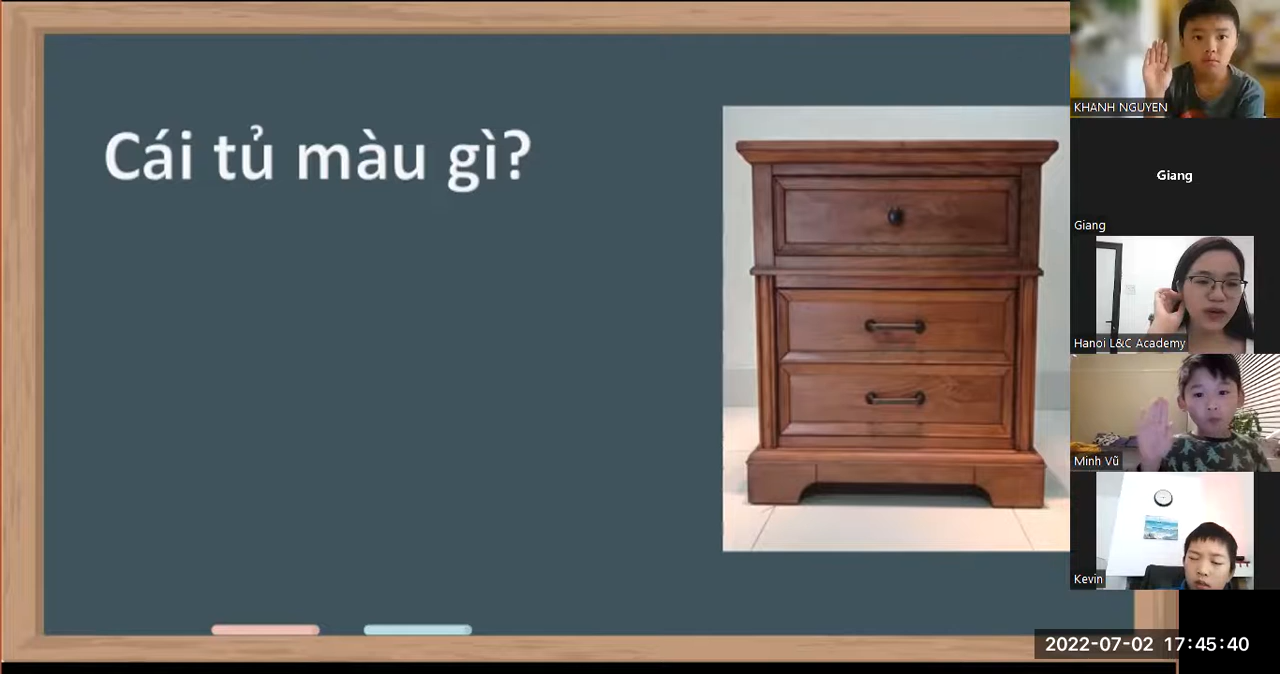 Cái tủ màu gì?
KHANH NGUYEN
Giang
Giang
Hanoi L&C Academy
Minh Vũ
Kevin
2022-07-02 17:45:40